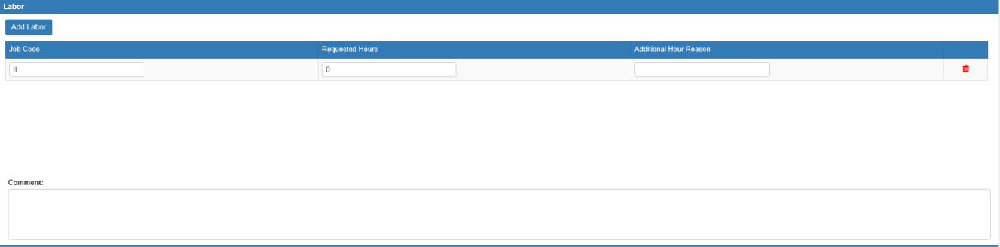 Labor
Add Labor
Job Code Requested Hours Additional Hour Reason
IL 0
Comment: